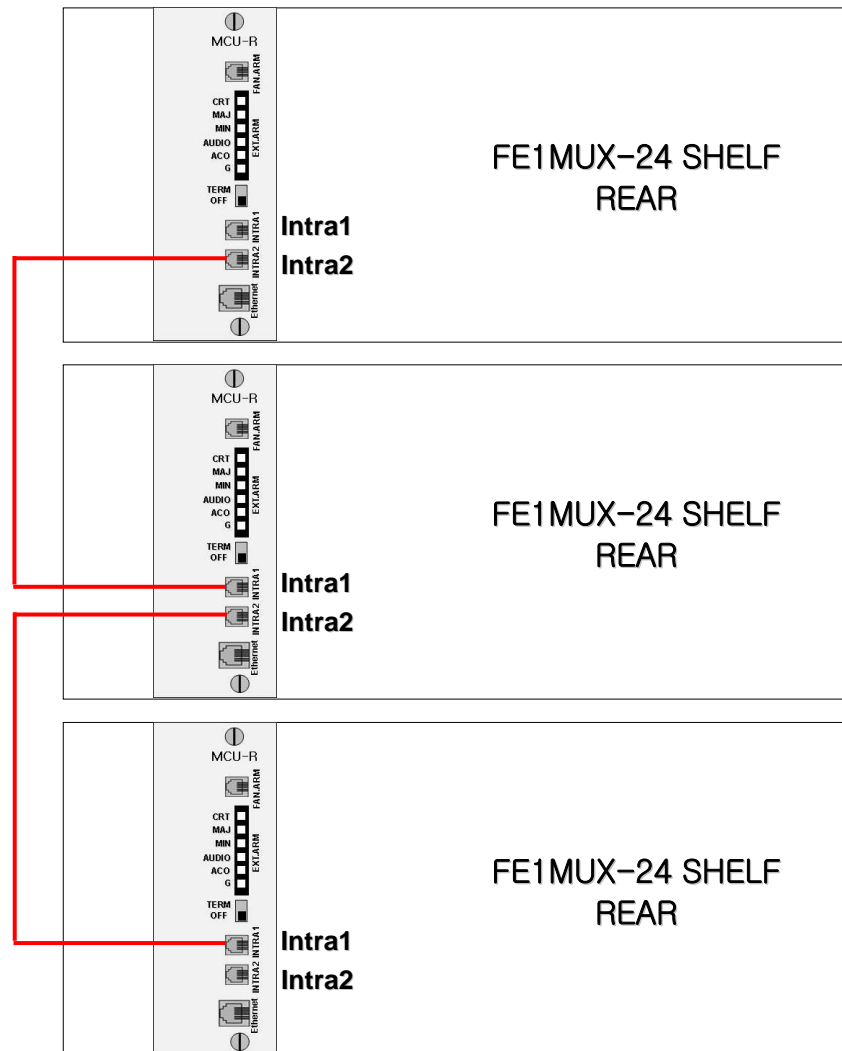 MCU-R
FAN.ARM
CRT
MAJ
MIN
AUDIO
ACO
G
EXT.ARM
TERM
OFF
INTRA1
Intra1
INTRA2
Intra2
Ethernet
FE1MUX-24 SHELF
REAR
MCU-R
FAN.ARM
CRT
MAJ
MIN
AUDIO
ACO
G
EXT.ARM
TERM
OFF
INTRA1
Intra1
INTRA2
Intra2
Ethernet
FE1MUX-24 SHELF
REAR
MCU-R
FAN.ARM
CRT
MAJ
MIN
AUDIO
ACO
G
EXT.ARM
TERM
OFF
INTRA1
Intra1
INTRA2
Intra2
Ethernet
FE1MUX-24 SHELF
REAR